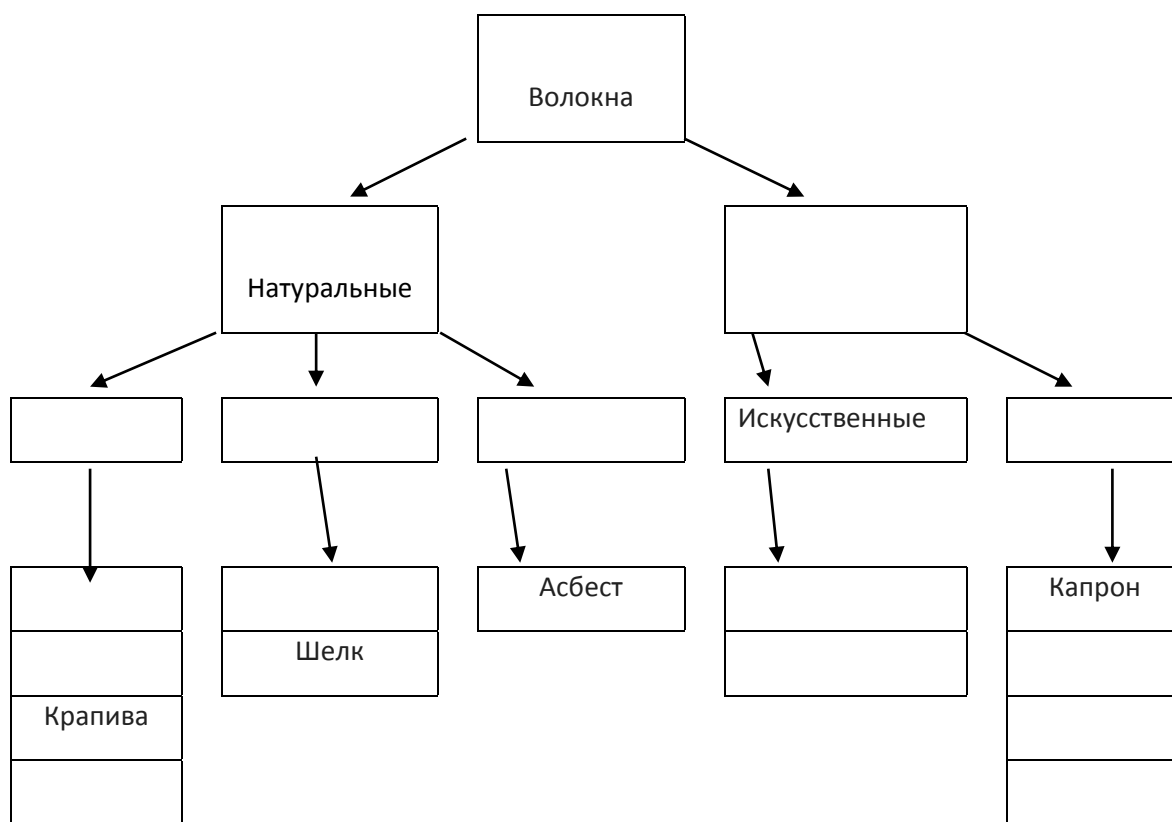 Волокна
Натуральные
Искусственные
Асбест
Капрон
Шелк
Крапива